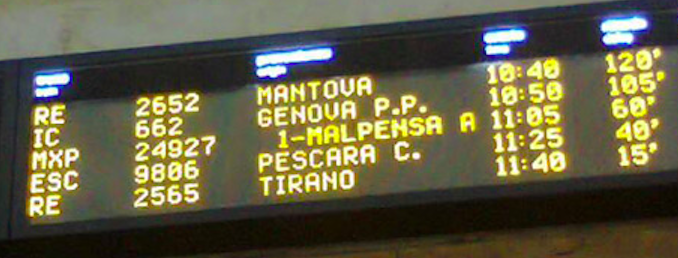 RE 2652 MANTOVA 10:40 120'
IC 662 GENOVA P.P. 10:50 105'
MXP 24927 1-MALPENSA A 11:05 60'
ESC 9806 PESCARA C. 11:25 40'
RE 2565 TIRANO 11:40 15'